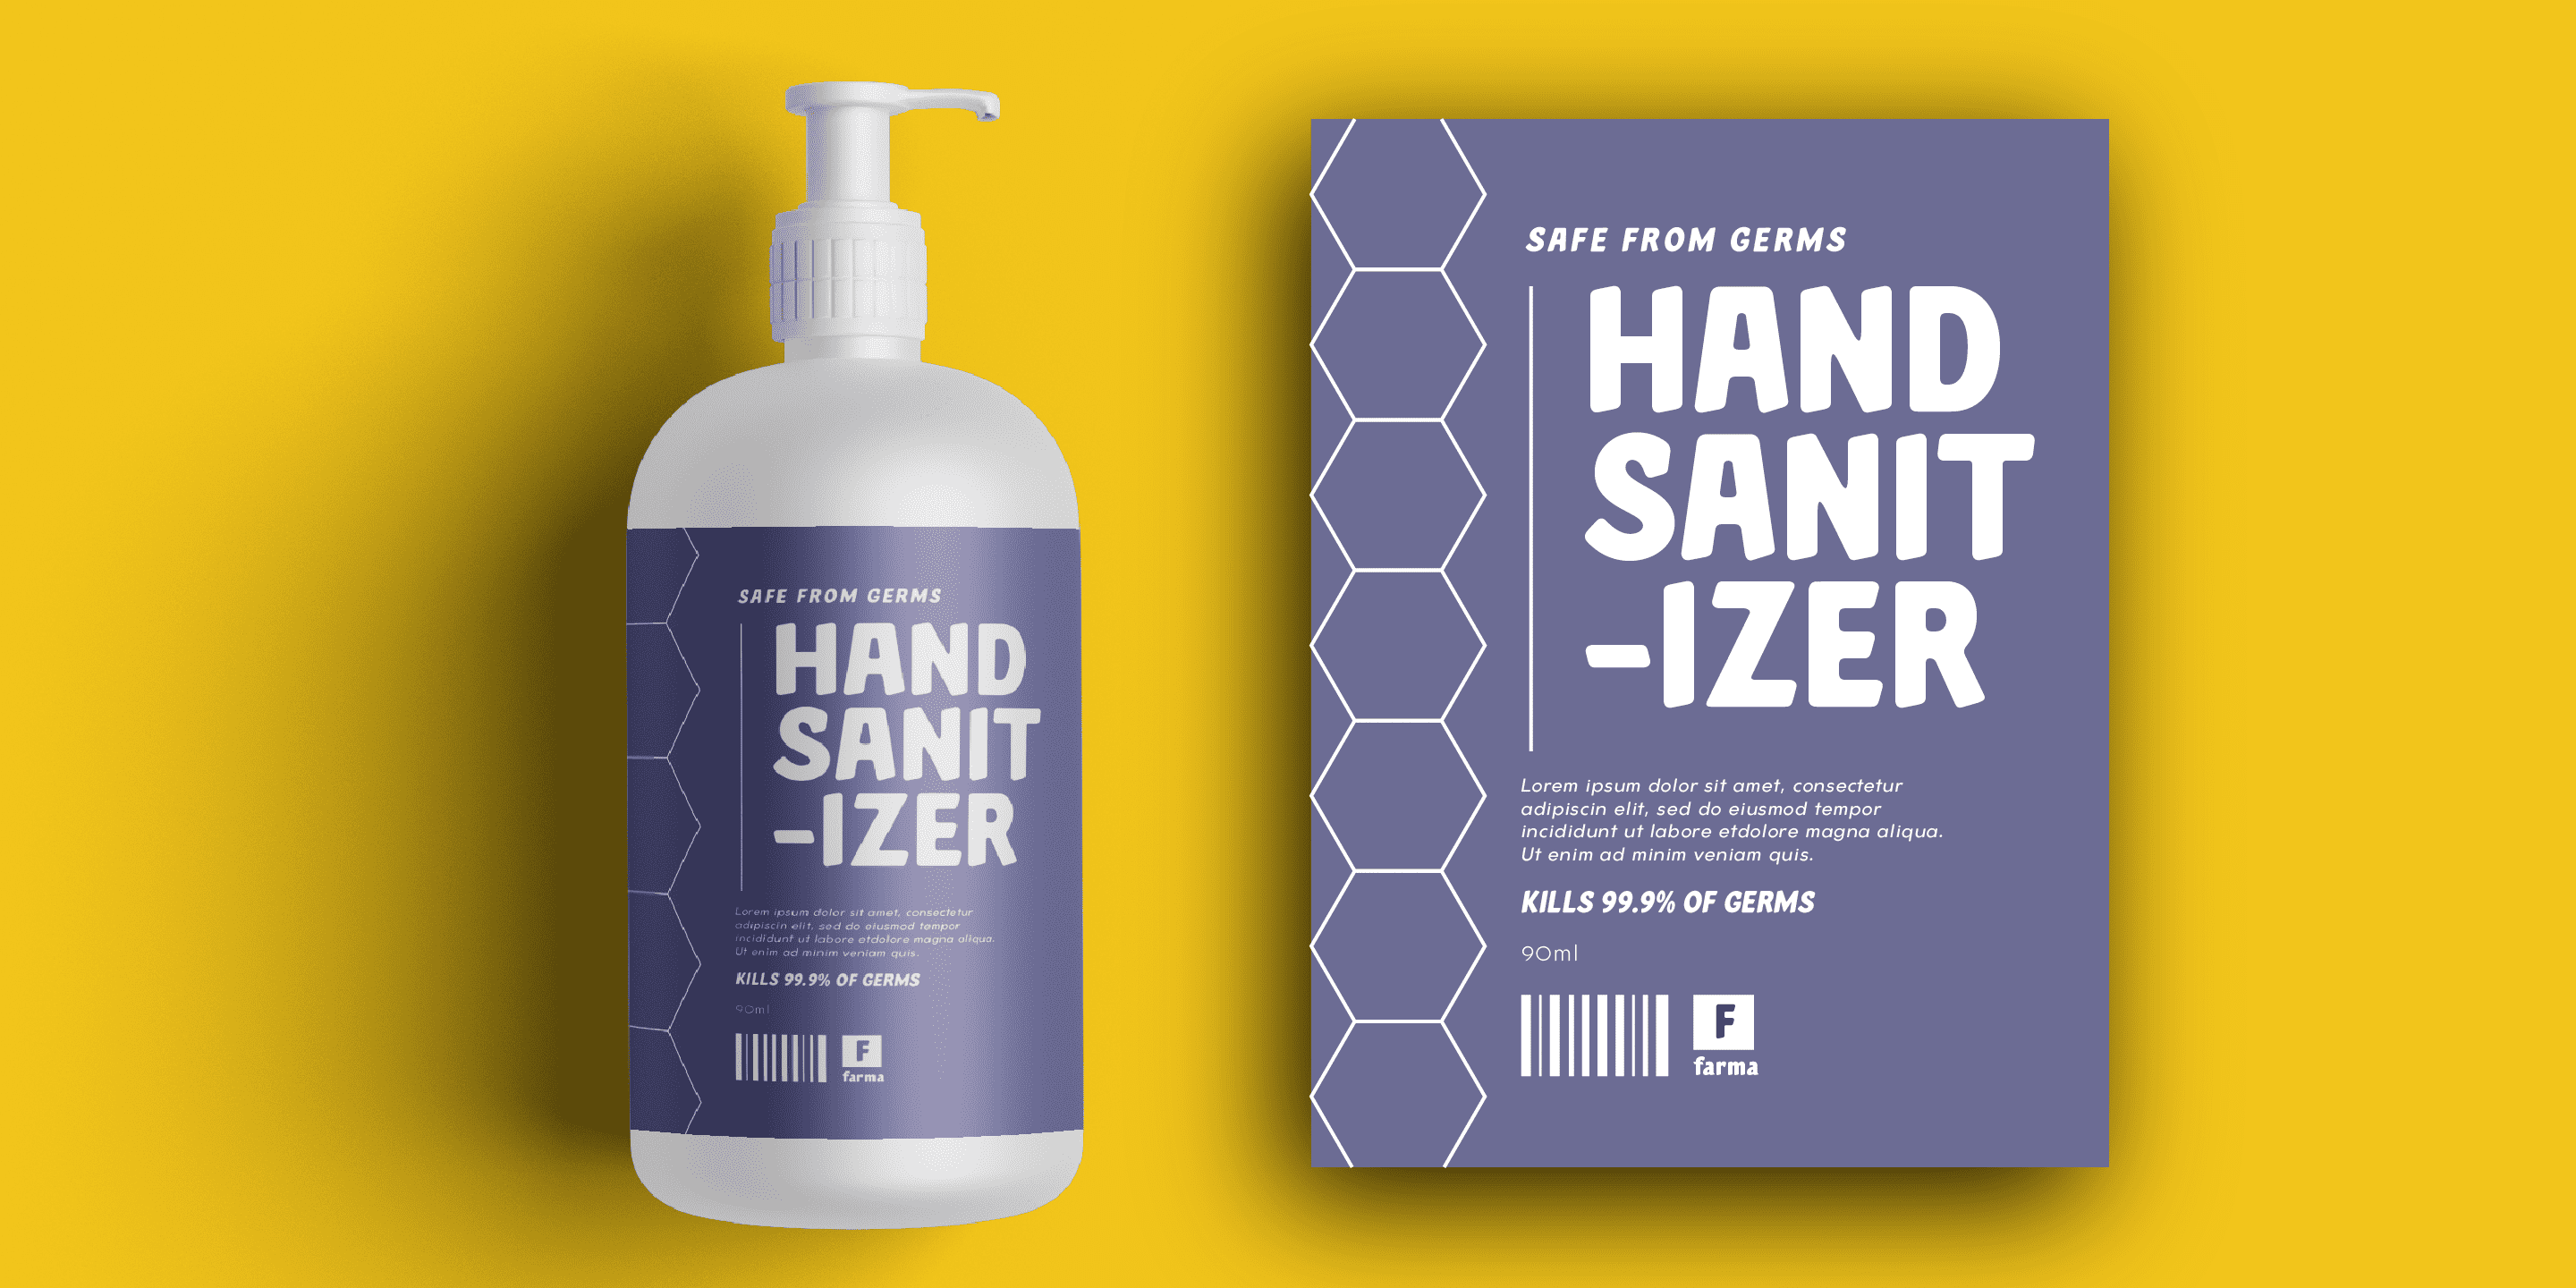 SAFE FROM GERMS
HAND
SANIT
-IZER
Lorem ipsum dolor sit amet, consectetur
adipiscin elit, sed do eiusmod tempor
incididunt ut labore etdolore magna aliqua.
Ut enim ad minim veniam quis.
KILLS 99.9% OF GERMS
90ml
F
farma
SAFE FROM GERMS
HAND
SANIT
-IZER
Lorem ipsum dolor sit amet, consectetur
adipiscin elit, sed do eiusmod tempor
incididunt ut labore etdolore magna aliqua.
Ut enim ad minim veniam quis.
KILLS 99.9% OF GERMS
90ml
F
farma